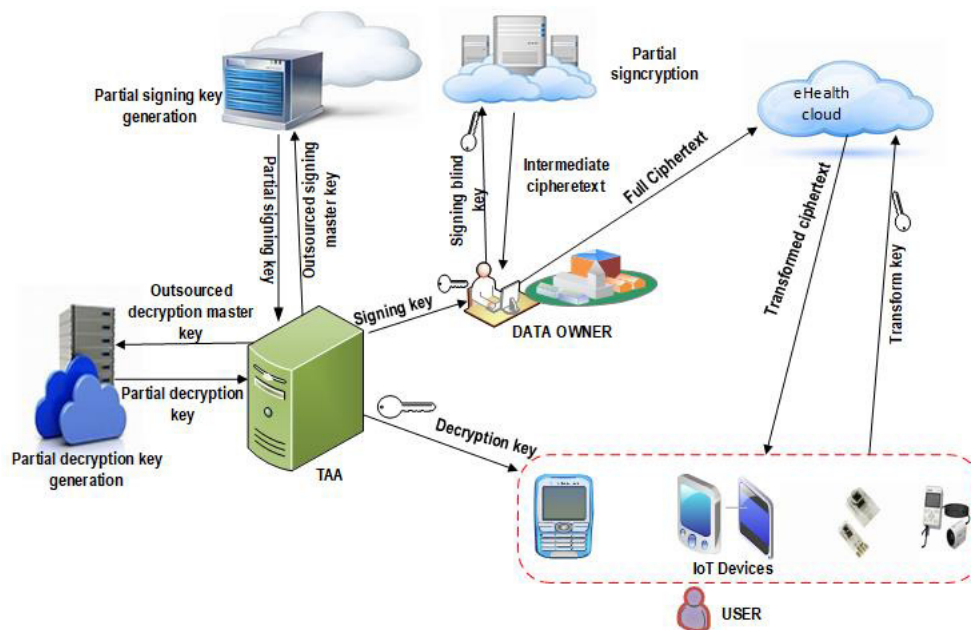 Partial signing key
generation
Partial
signcryption
eHealth
cloud
Partial signing key
Outsourced signing
master key
Signing blind
key
Intermediate
cipheretext
Full Ciphertext
Transformed ciphertext
Transform key
Outsourced
decryption master
key
Signing key
DATA OWNER
Partial decryption
key
Partial decryption key
generation
TAA
Decryption key
IoT Devices
USER